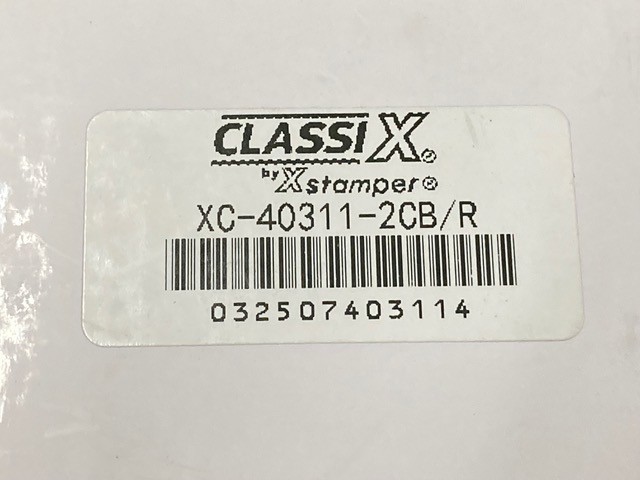 CLASSIX®
by Xstamper®
XC-40311-2CB/R
032507403114